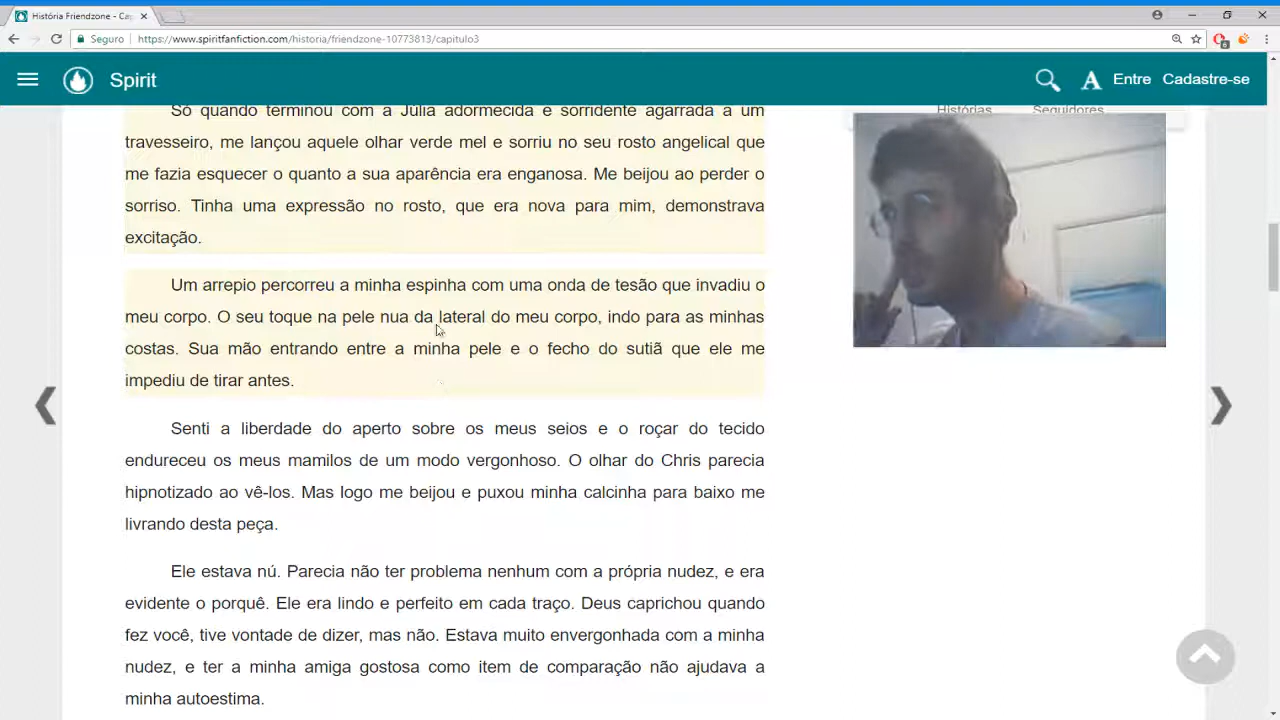 História Friendzone - Cap
Seguro
https://www.spiritfanfiction.com/historia/friendzone-10773813/capitulo3
6
Spirit
A
Entre
Cadastre-se
Só quando terminou com a Júlia adormecida e sorridente agarrada a um
travesseiro, me lançou aquele olhar verde mel e sorriu no seu rosto angelical que
me fazia esquecer o quanto a sua aparência era enganosa. Me beijou ao perder o
sorriso. Tinha uma expressão no rosto, que era nova para mim, demonstrava
excitação.
Um arrepio percorreu a minha espinha com uma onda de tesão que invadiu o
meu corpo. O seu toque na pele nua da lateral do meu corpo, indo para as minhas
costas. Sua mão entrando entre a minha pele e o fecho do sutiã que ele me
impediu de tirar antes.
Senti a liberdade do aperto sobre os meus seios e o roçar do tecido
endureceu os meus mamilos de um modo vergonhoso. O olhar do Chris parecia
hipnotizado ao vê-los. Mas logo me beijou e puxou minha calcinha para baixo me
livrando desta peça.
Ele estava nú. Parecia não ter problema nenhum com a própria nudez, e era
evidente o porquê. Ele era lindo e perfeito em cada traço. Deus caprichou quando
fez você, tive vontade de dizer, mas não. Estava muito envergonhada com a minha
nudez, e ter a minha amiga gostosa como item de comparação não ajudava a
minha autoestima.
Histórias
Seguidores